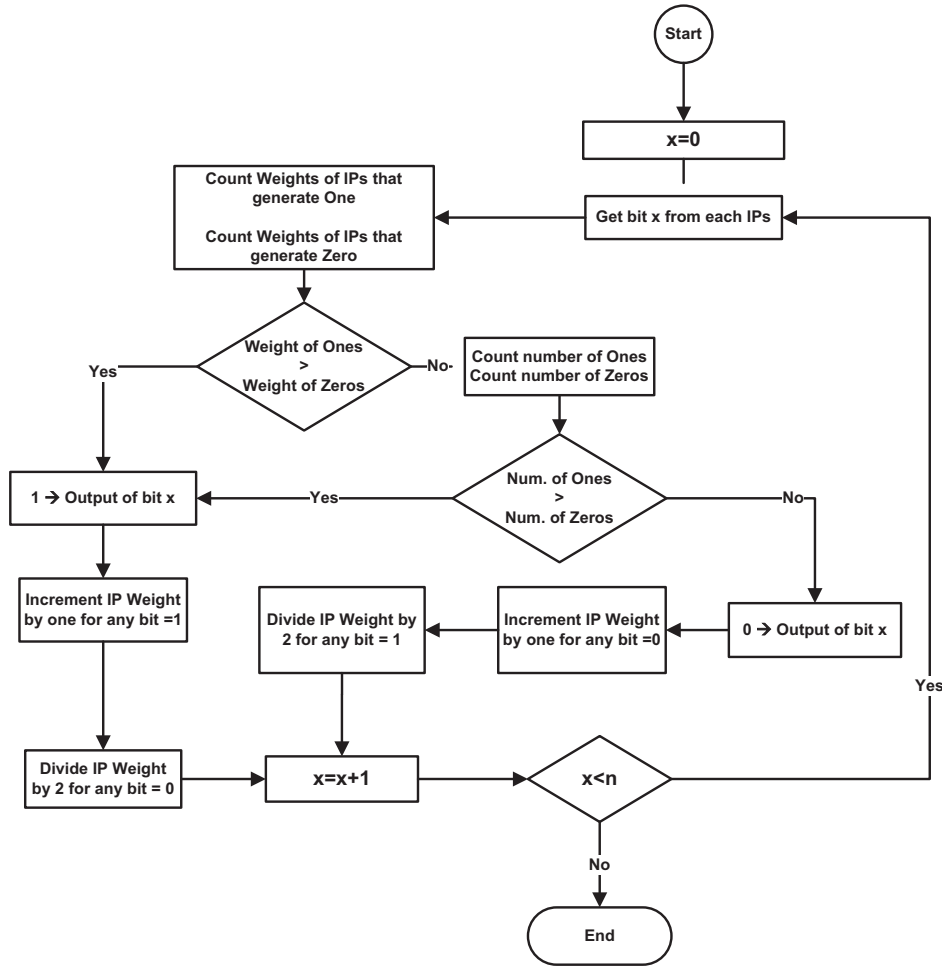 Start
x=0
Get bit x from each IPs
Count Weights of IPs that
generate One
Count Weights of IPs that
generate Zero
Weight of Ones
>
Weight of Zeros
Yes
No
Count number of Ones
Count number of Zeros
Num. of Ones
>
Num. of Zeros
Yes
No
1 → Output of bit x
Increment IP Weight
by one for any bit =1
Divide IP Weight
by 2 for any bit = 0
0 → Output of bit x
Increment IP Weight
by one for any bit =0
Divide IP Weight by
2 for any bit = 1
x=x+1
x<n
Yes
No
End